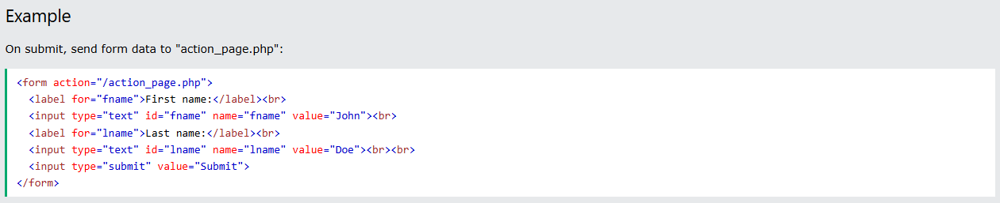 Example
On submit, send form data to "action_page.php":
<form action="/action_page.php">
  <label for="fname">First name:</label><br>
  <input type="text" id="fname" name="fname" value="John"><br>
  <label for="lname">Last name:</label><br>
  <input type="text" id="lname" name="lname" value="Doe"><br><br>
  <input type="submit" value="Submit">
</form>